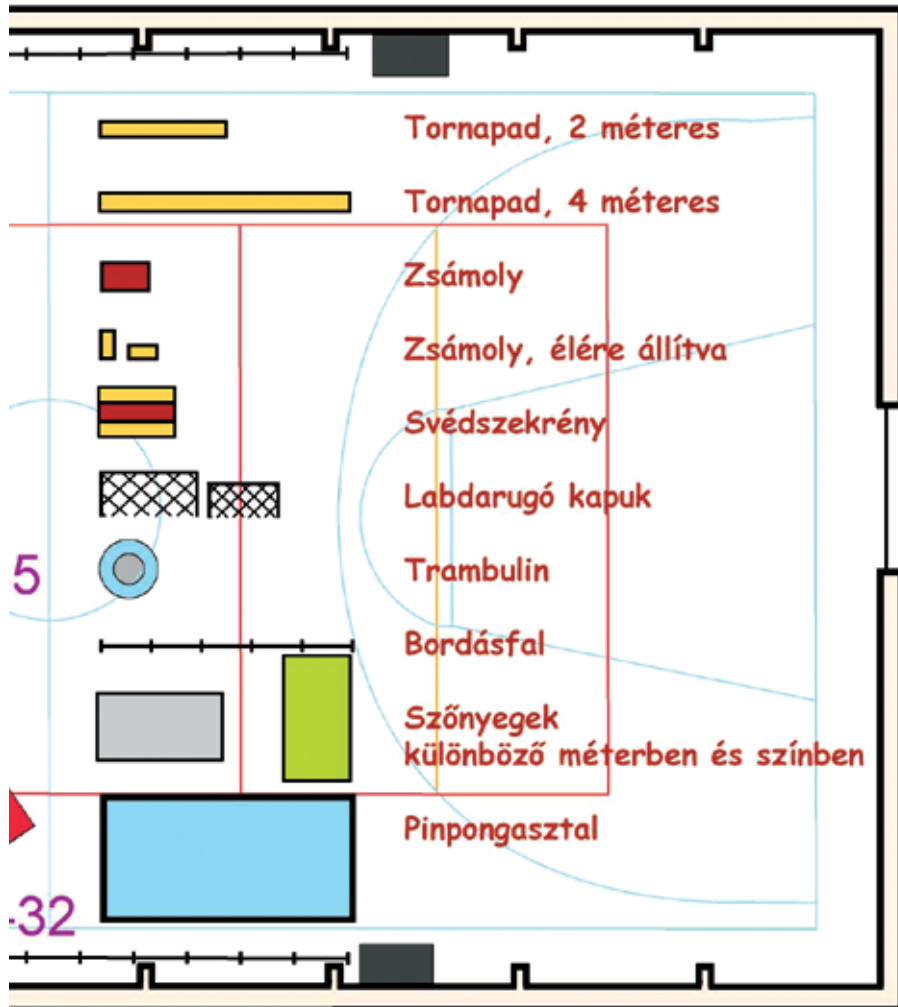 Tornapad, 2 méteres
Tornapad, 4 méteres
Zsámoly
Zsámoly, élére állítva
Svédszekrény
Labdarugó kapuk
5
Trambulin
Bordásfal
Szőnyegek
különböző méterben és színben
Pinpongasztal
-32